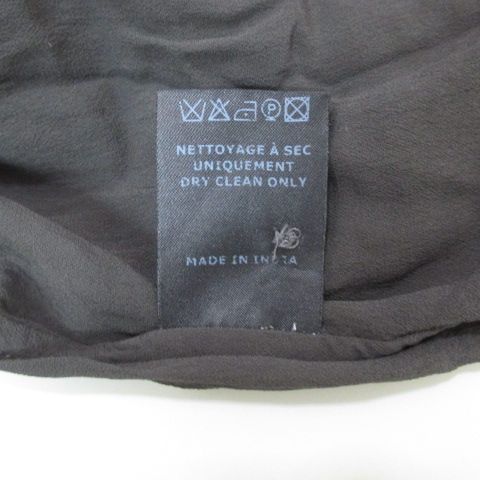 NETTOYAGE À SEC
UNIQUEMENT
DRY CLEAN ONLY
MADE IN INDIA